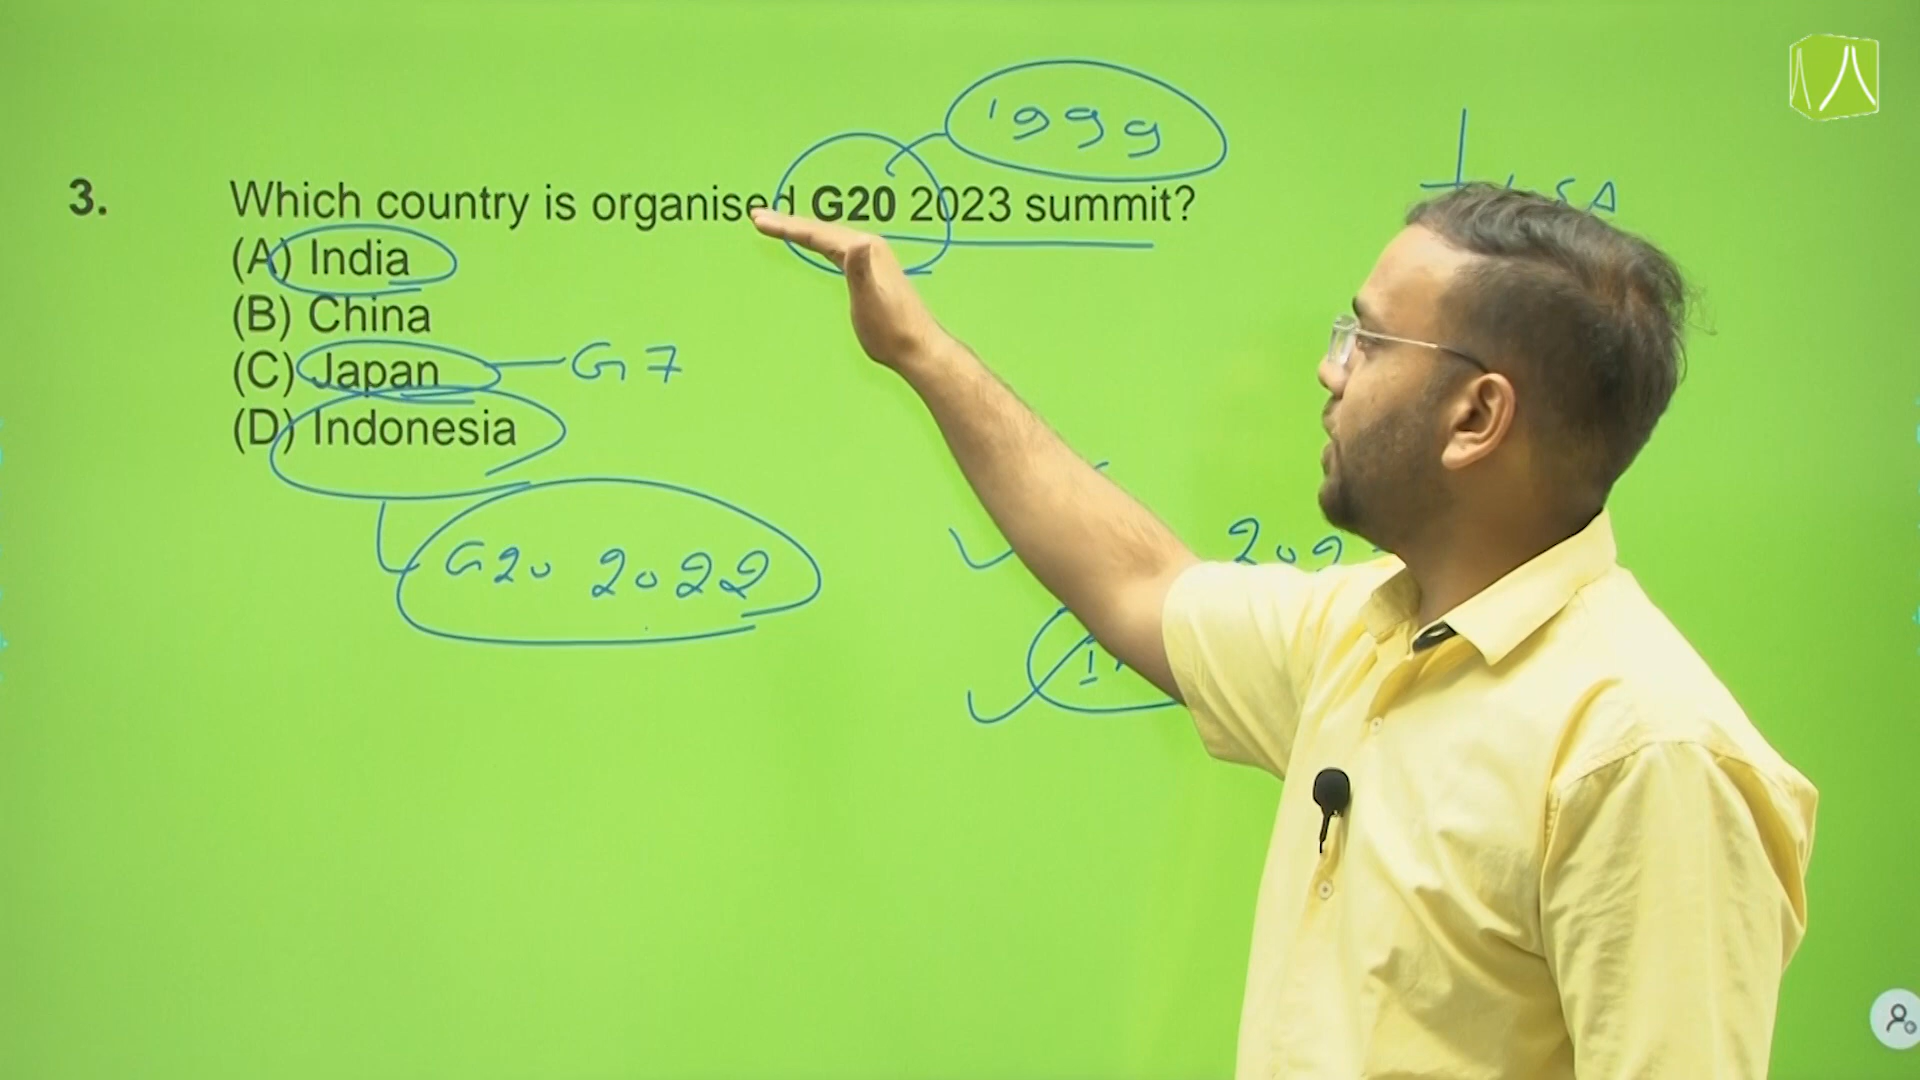 1999
3. Which country is organised G20 2023 summit?
(A) India
(B) China
(C) Japan G7
(D) Indonesia
G20 2022